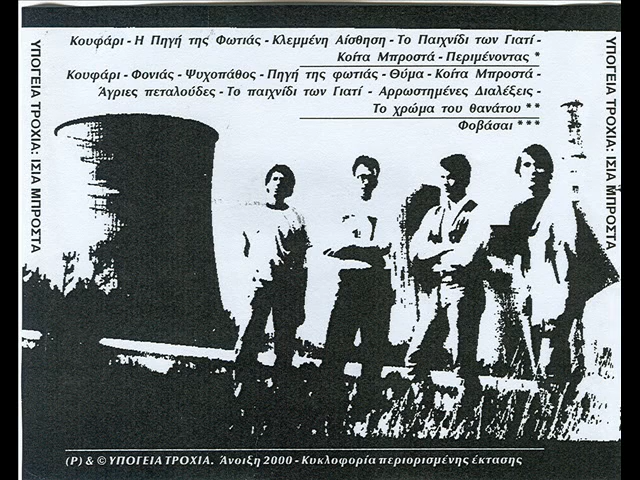 Κουφάρι - Η Πηγή της Φωτιάς - Κλεμμένη Αίσθηση - Το Παιχνίδι των Γιατί -
Κοίτα Μπροστά - Περιμένοντας *
Κουφάρι - Φονιάς - Ψυχοπάθος - Πηγή της φωτιάς - Θύμα - Κοίτα Μπροστά -
Άγριες πεταλούδες - Το παιχνίδι των Γιατί - Αρρωστημένες Διαλέξεις -
Το χρώμα του θανάτου **
Φοβάσαι ***
ΥΠΟΓΕΙΑ ΤΡΟΧΙΑ: ΙΣΙΑ ΜΠΡΟΣΤΑ
ΥΠΟΓΕΙΑ ΤΡΟΧΙΑ: ΙΣΙΑ ΜΠΡΟΣΤΑ
(P) & © ΥΠΟΓΕΙΑ ΤΡΟΧΙΑ. Άνοιξη 2000 - Κυκλοφορία περιορισμένης έκτασης